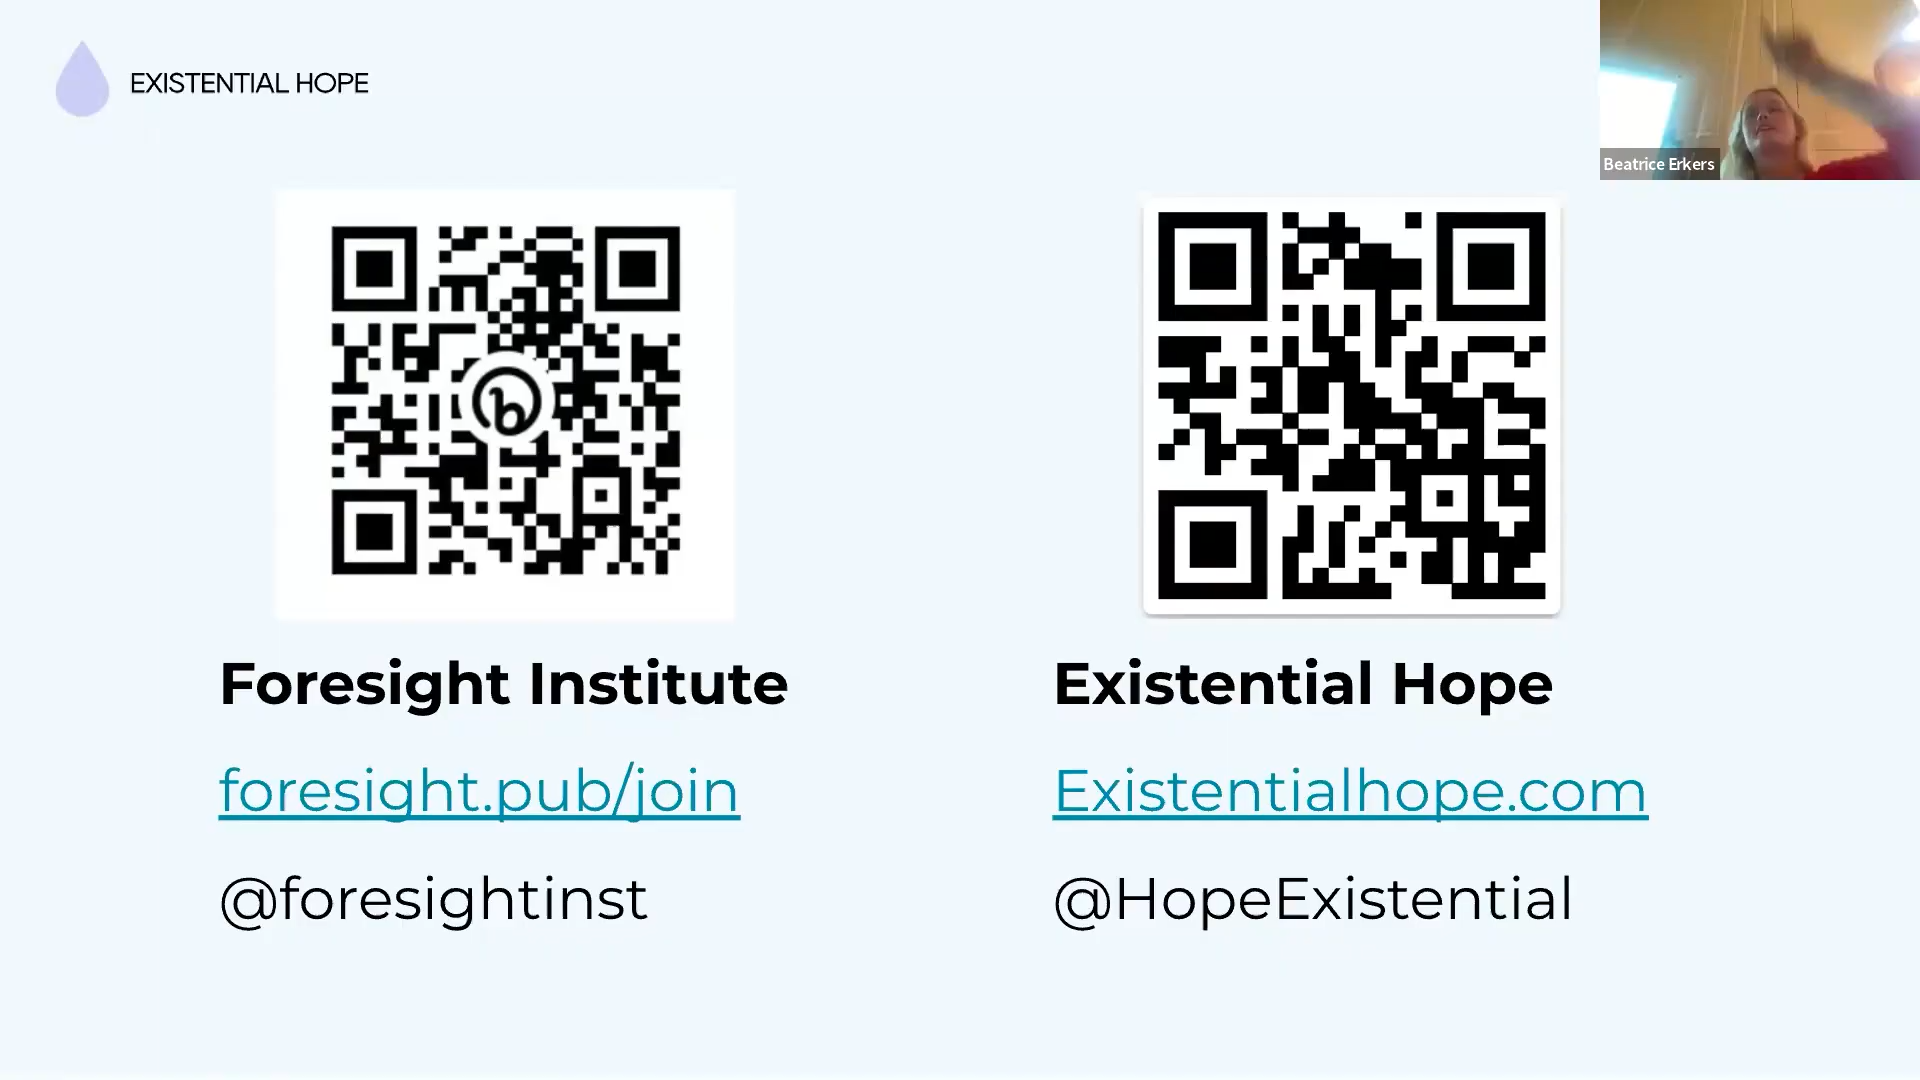 EXISTENTIAL HOPE
Beatrice Erkers
b
Foresight Institute
foresight.pub/join
@foresightinst
Existential Hope
Existentialhope.com
@HopeExistential